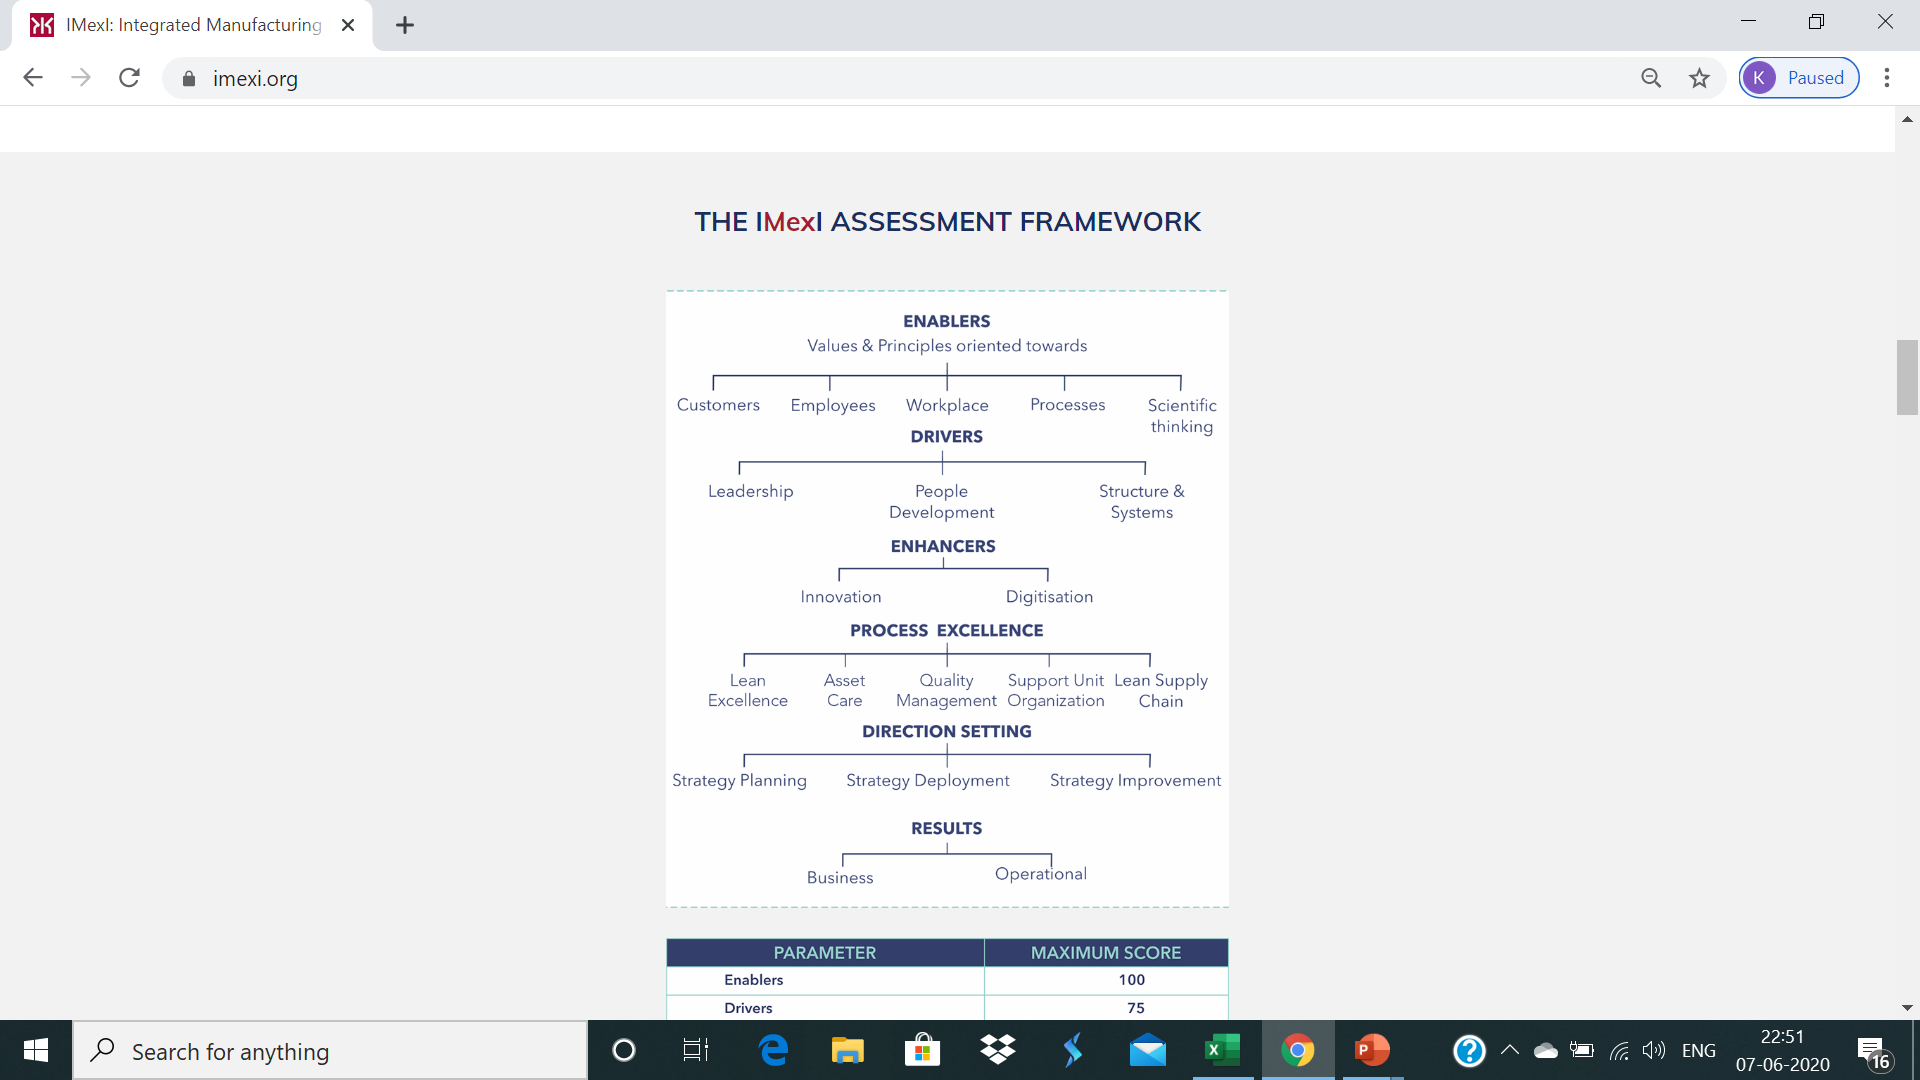 IMexI: Integrated Manufacturing
imexi.org
K Paused
THE IMexI ASSESSMENT FRAMEWORK
ENABLERS
Values & Principles oriented towards
Customers Employees Workplace Processes Scientific
thinking
DRIVERS
Leadership People Structure &
Development Systems
ENHANCERS
Innovation Digitisation
PROCESS EXCELLENCE
Lean Asset Quality Support Unit Lean Supply
Excellence Care Management Organization Chain
DIRECTION SETTING
Strategy Planning Strategy Deployment Strategy Improvement
RESULTS
Business Operational
PARAMETER MAXIMUM SCORE
Enablers 100
Drivers 75
Search for anything
ENG
22:51
07-06-2020
16